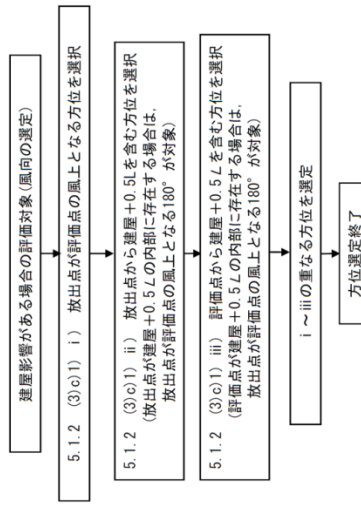 建屋影響がある場合の評価対象(風向の選定)
5.1.2 (3)c)1) ⅰ) 放出点が評価点の風上となる方位を選択
5.1.2 (3)c)1) ⅱ) 放出点から建屋+0.5Lを含む方位を選択
(放出点が建屋+0.5Lの内部に存在する場合は,
放出点が評価点の風上となる180°が対象)
5.1.2 (3)c)1) ⅲ) 評価点から建屋+0.5Lを含む方位を選択
(評価点が建屋+0.5Lの内部に存在する場合は,
放出点が評価点の風上となる180°が対象)
ⅰ~ⅲの重なる方位を選定
方位選定終了